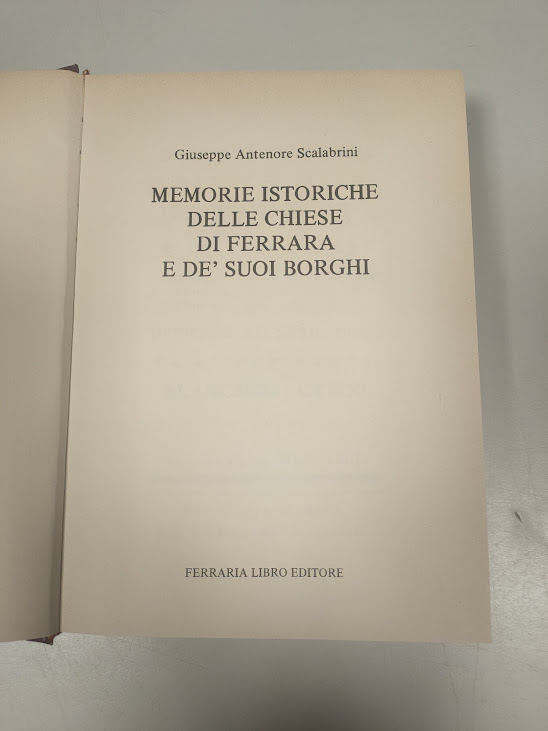 Giuseppe Antenore Scalabrini
MEMORIE ISTORICHE
DELLE CHIESE
DI FERRARA
E DE' SUOI BORGHI
FERRARIA LIBRO EDITORE